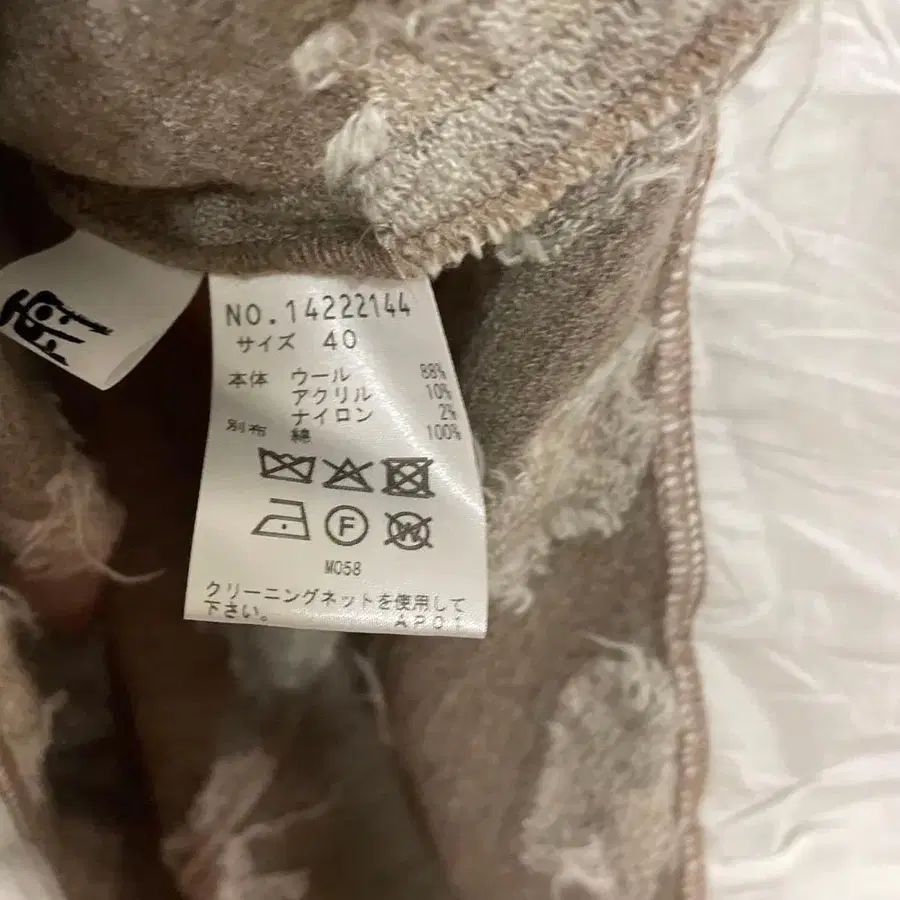 NO.14222144
サイズ 40
本体 ウール 88%
アクリル 10%
ナイロン 2%
別布 綿 100%
F W
M058
クリーニングネットを使用して
下さい。 AP01